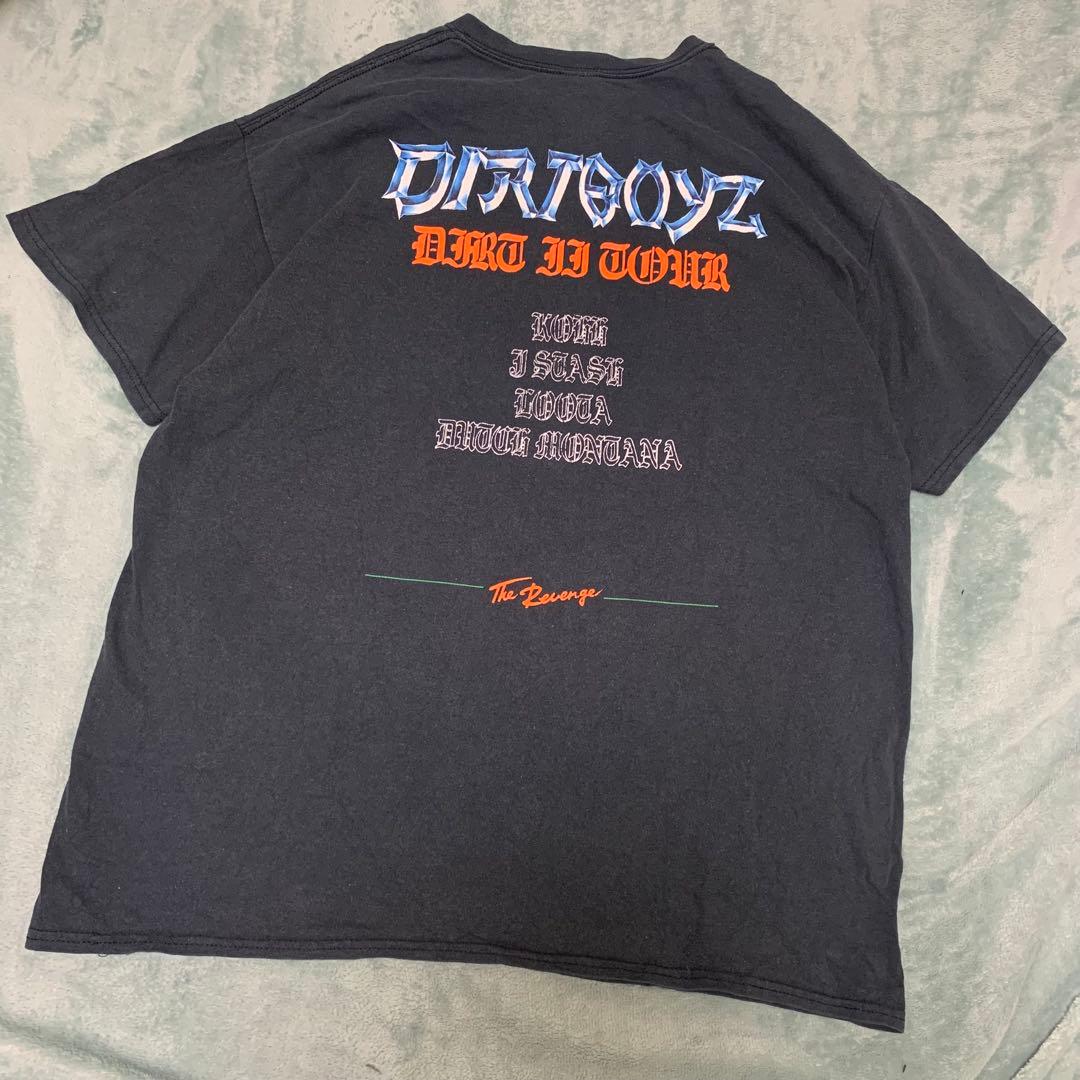 DIRTBOYZ
DIRT II TOUR
KOHH
J STASH
LOOTA
DUTCH MONTANA
The Revenge